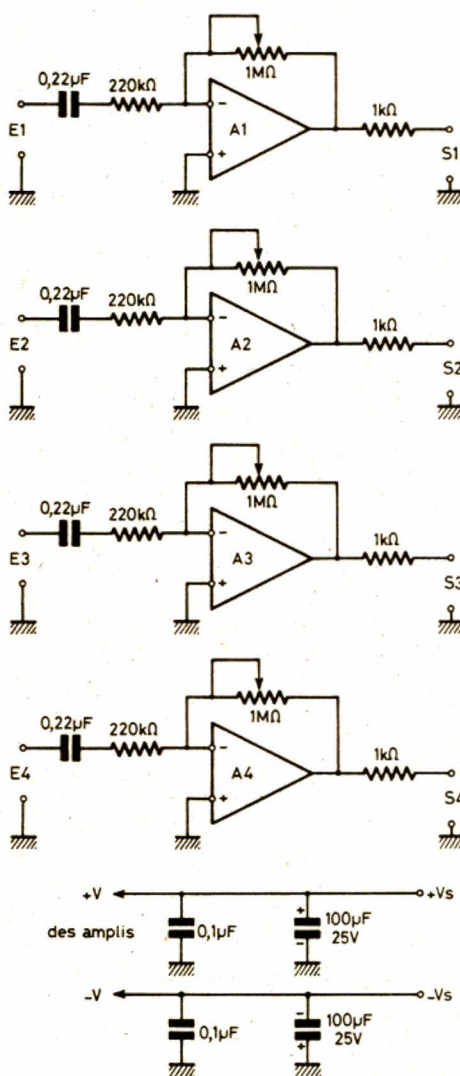 0,22µF 220kΩ
1MΩ
E1 A1 1kΩ S1
- +
0,22µF 220kΩ
1MΩ
E2 A2 1kΩ S2
- +
0,22µF 220kΩ
1MΩ
E3 A3 1kΩ S3
- +
0,22µF 220kΩ
1MΩ
E4 A4 1kΩ S4
- +
+V +Vs
des amplis 0,1µF + - 100µF
25V
-V -Vs
0,1µF - + 100µF
25V